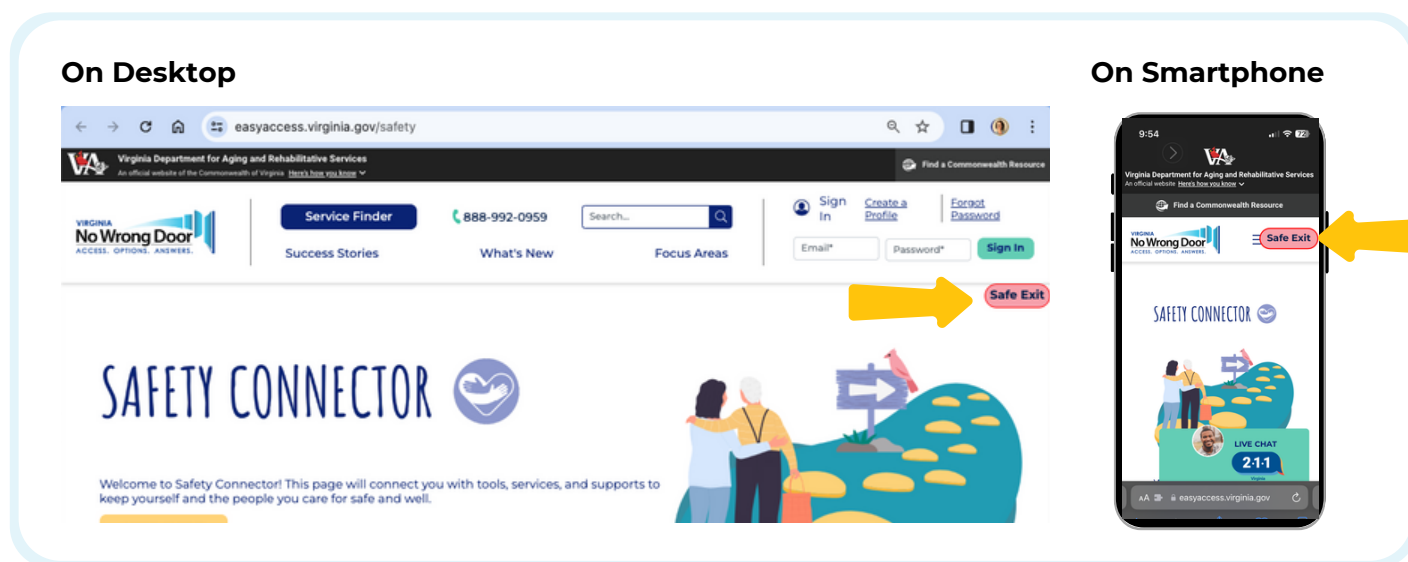 On Desktop
On Smartphone
easyaccess.virginia.gov/safety
VA
Virginia Department for Aging and Rehabilitative Services
An official website of the Commonwealth of Virginia Here's how you know
Find a Commonwealth Resource
VIRGINIA
No Wrong Door
ACCESS. OPTIONS. ANSWERS.
Service Finder
888-992-0959
Search...
Success Stories
What's New
Focus Areas
Sign In
Create a Profile
Forgot Password
Email*
Password*
Sign In
Safe Exit
SAFETY CONNECTOR
Welcome to Safety Connector! This page will connect you with tools, services, and supports to
keep yourself and the people you care for safe and well.
9:54
72
VA
Virginia Department for Aging and Rehabilitative Services
An official website Here's how you know
Find a Commonwealth Resource
VIRGINIA
No Wrong Door
ACCESS. OPTIONS. ANSWERS.
Safe Exit
SAFETY CONNECTOR
LIVE CHAT
2-1-1
Virginia
AA
easyaccess.virginia.gov